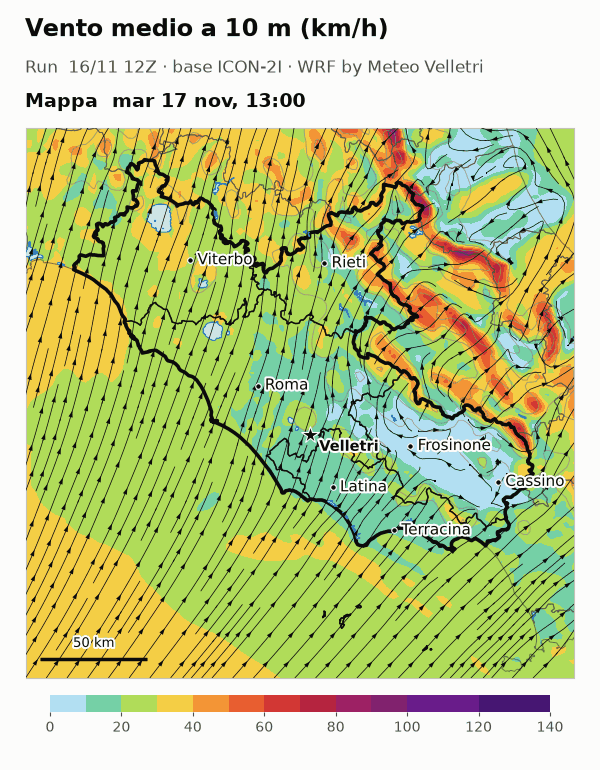 Vento medio a 10 m (km/h)
Run 16/11 12Z · base ICON-2I · WRF by Meteo Velletri
Mappa mar 17 nov, 13:00
Viterbo
Rieti
Roma
Velletri
Frosinone
Latina
Cassino
Terracina
50 km
0 20 40 60 80 100 120 140